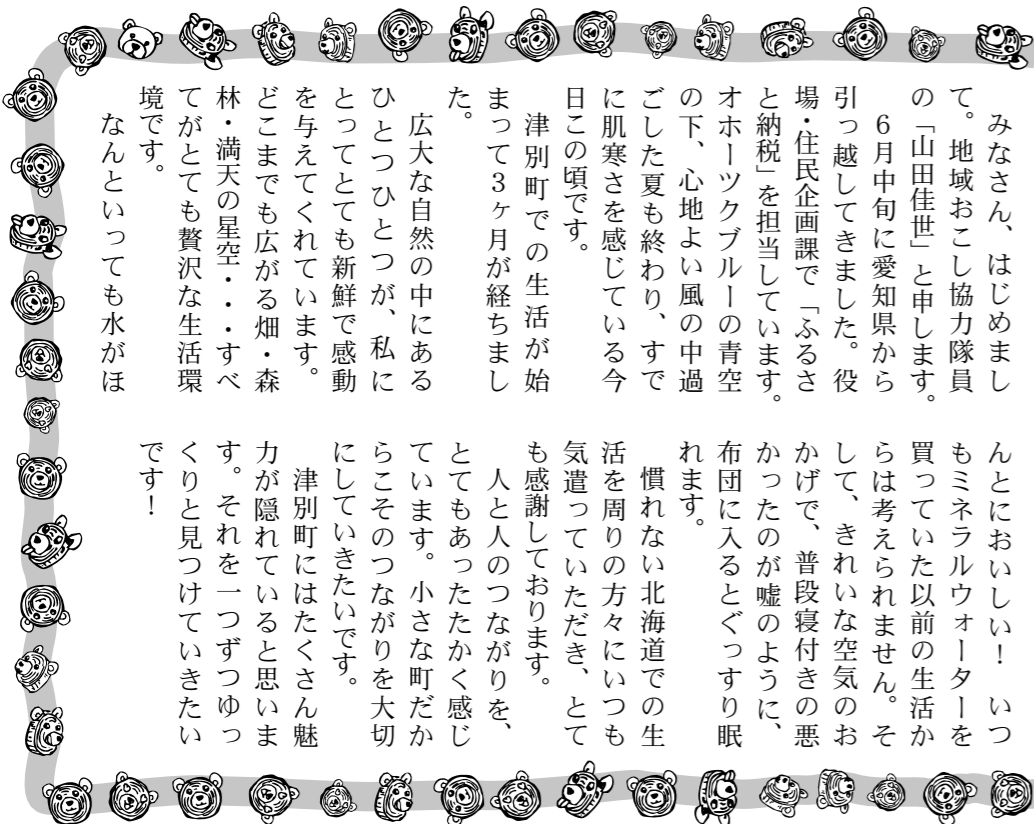 みなさん、はじめまし
て。地域おこし協力隊員
の「山田佳世」と申します。
６月中旬に愛知県から
引っ越してきました。役
場・住民企画課で「ふるさ
と納税」を担当しています。
オホーツクブルーの青空
の下、心地よい風の中過
ごした夏も終わり、すで
に肌寒さを感じている今
日この頃です。
津別町での生活が始
まって３ヶ月が経ちまし
た。
広大な自然の中にある
ひとつひとつが、私に
とってとても新鮮で感動
を与えてくれています。
どこまでも広がる畑・森
林・満天の星空・・・すべ
てがとても贅沢な生活環
境です。
なんといっても水がほ
んとにおいしい！　いつ
もミネラルウォーターを
買っていた以前の生活か
らは考えられません。そ
して、きれいな空気のお
かげで、普段寝付きの悪
かったのが嘘のように、
布団に入るとぐっすり眠
れます。
慣れない北海道での生
活を周りの方々にいつも
気遣っていただき、とて
も感謝しております。
人と人のつながりを、
とてもあったたかく感じ
ています。小さな町だか
らこそのつながりを大切
にしていきたいです。
津別町にはたくさん魅
力が隠れていると思いま
す。それを一つずつゆっ
くりと見つけていきたい
です！